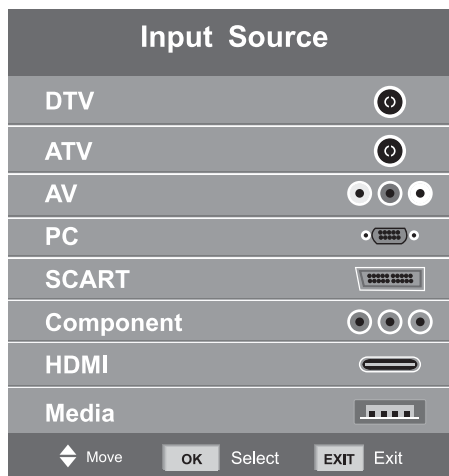 Input Source
DTV
ATV
AV
PC
SCART
Component
HDMI
Media
Move OK Select EXIT Exit